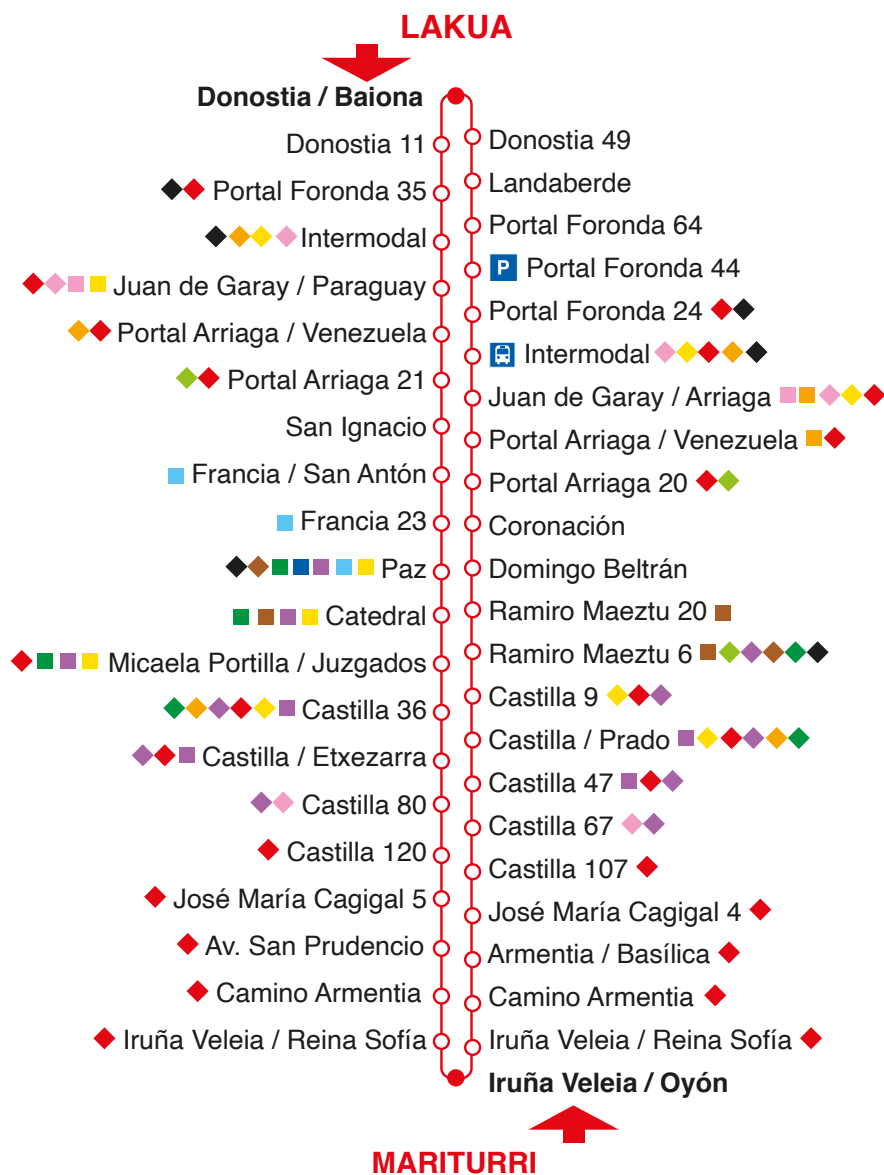 LAKUA
Donostia / Baiona
Donostia 11
Portal Foronda 35
Intermodal
Juan de Garay / Paraguay
Portal Arriaga / Venezuela
Portal Arriaga 21
San Ignacio
Francia / San Antón
Francia 23
Paz
Catedral
Micaela Portilla / Juzgados
Castilla 36
Castilla / Etxezarra
Castilla 80
Castilla 120
José María Cagigal 5
Av. San Prudencio
Camino Armentia
Iruña Veleia / Reina Sofía
Donostia 49
Landaberde
Portal Foronda 64
P Portal Foronda 44
Portal Foronda 24
Intermodal
Juan de Garay / Arriaga
Portal Arriaga / Venezuela
Portal Arriaga 20
Coronación
Domingo Beltrán
Ramiro Maeztu 20
Ramiro Maeztu 6
Castilla 9
Castilla / Prado
Castilla 47
Castilla 67
Castilla 107
José María Cagigal 4
Armentia / Basílica
Camino Armentia
Iruña Veleia / Reina Sofía
Iruña Veleia / Oyón
MARITURRI